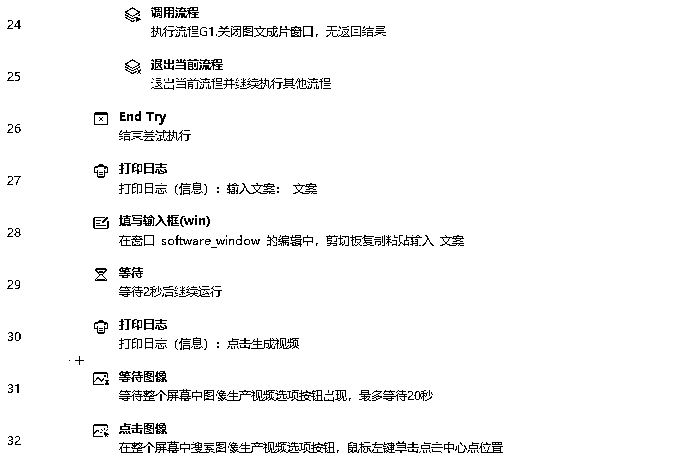 24
调用流程
执行流程G1.关闭图文成片窗口，无返回结果
25
退出当前流程
退出当前流程并继续执行其他流程
26
End Try
结束尝试执行
27
打印日志
打印日志（信息）：输入文案： 文案
28
填写输入框(win)
在窗口 software_window 的编辑中，剪切板复制粘贴输入 文案
29
等待
等待2秒后继续运行
30
打印日志
打印日志（信息）：点击生成视频
31
等待图像
等待整个屏幕中图像生产视频选项按钮出现，最多等待20秒
32
点击图像
在整个屏幕中搜索图像生产视频选项按钮，鼠标左键单击点击中心点位置